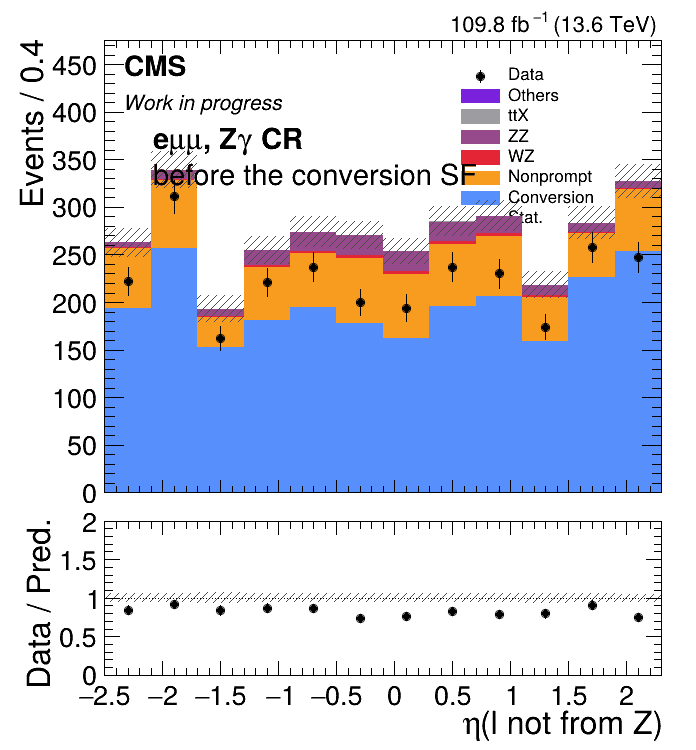 109.8 fb⁻¹ (13.6 TeV)
CMS
Work in progress
eμμ, Zγ CR
before the conversion SF
Data
Others
ttX
ZZ
WZ
Nonprompt
Conversion
Stat.
Events / 0.4
450
400
350
300
250
200
150
100
50
0
Data / Pred.
2
1.5
1
0.5
0
−2.5 −2 −1.5 −1 −0.5 0 0.5 1 1.5 2
η(l not from Z)